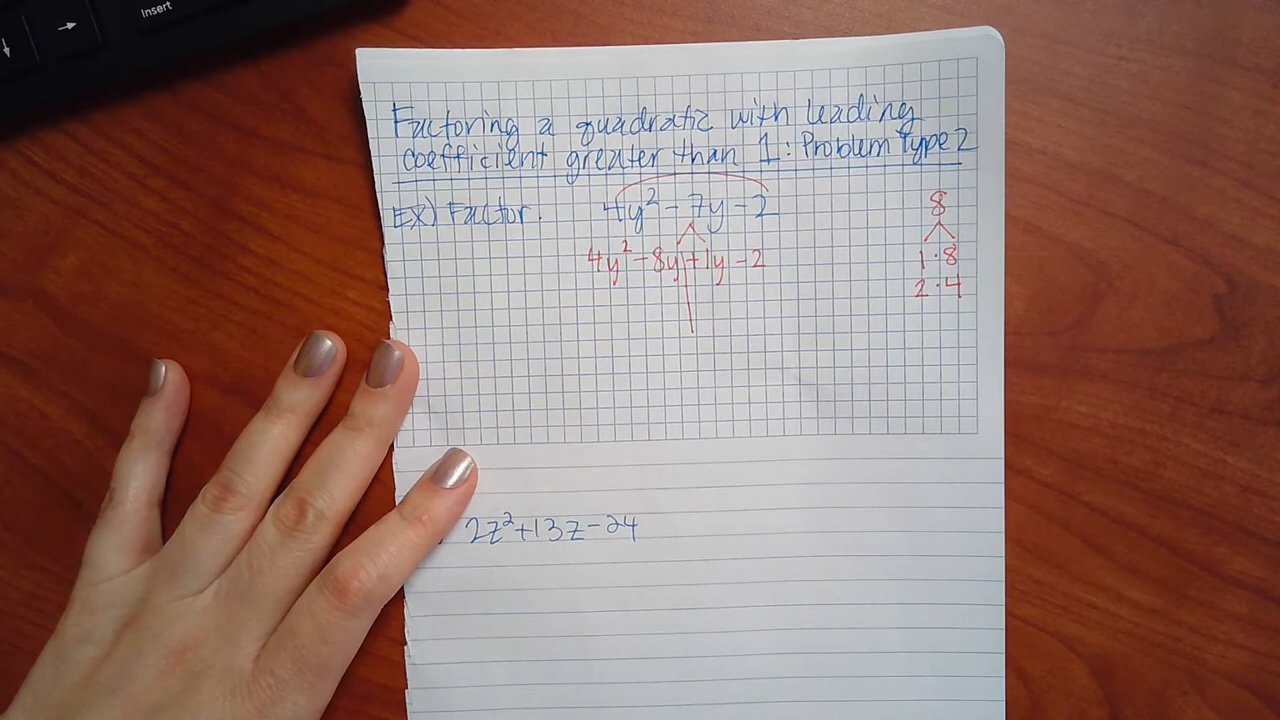 Insert
Factoring a quadratic with leading
coefficient greater than 1: Problem Type 2
Ex) Factor. 4y² - 7y - 2
8
4y² - 8y + 1y - 2
1·8
2·4
2z²+13z-24